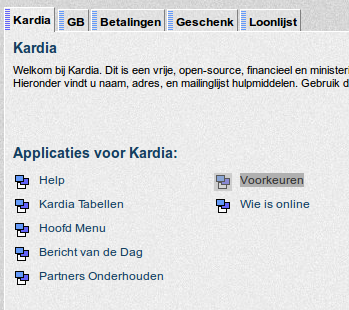 Kardia GB Betalingen Geschenk Loonlijst
Kardia
Welkom bij Kardia. Dit is een vrije, open-source, financieel en
Hieronder vindt u naam, adres, en mailinglijst hulpmiddelen. Gebruik
Applicaties voor Kardia:
Help Voorkeuren
Kardia Tabellen Wie is online
Hoofd Menu
Bericht van de Dag
Partners Onderhouden